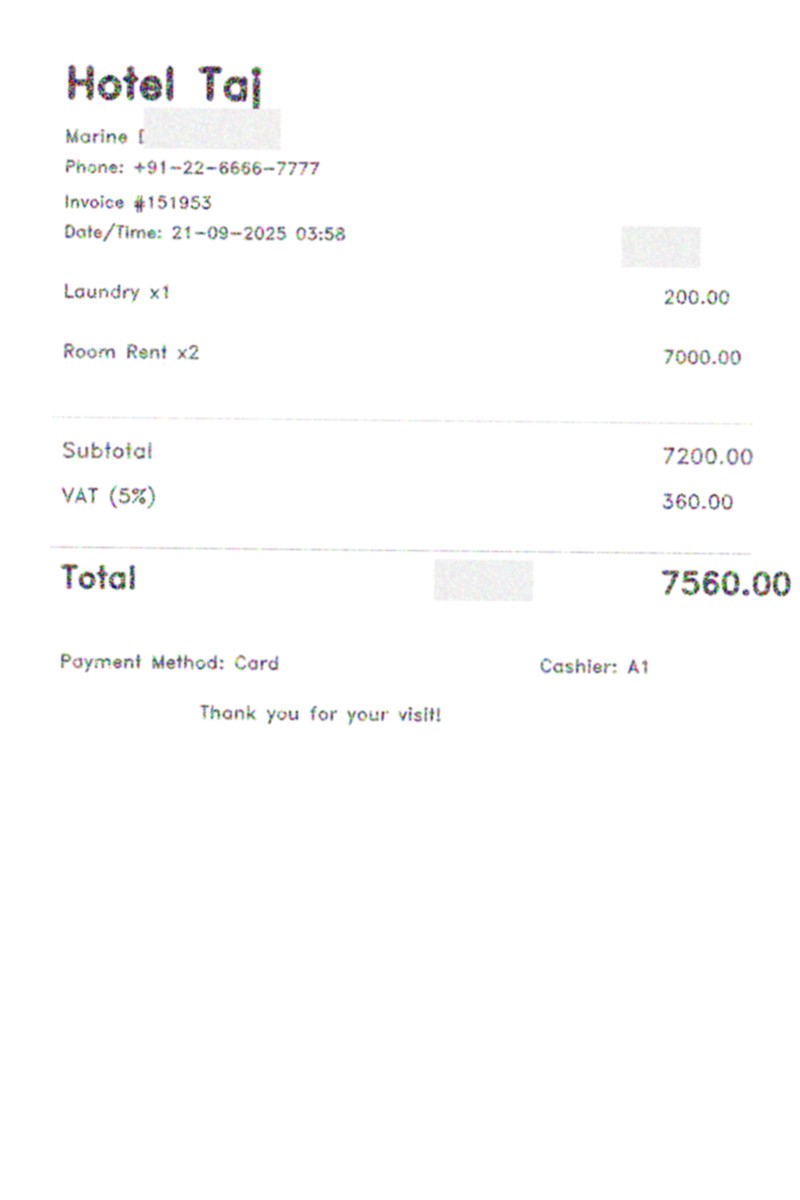 Hotel Taj
Marine
Phone: +91-22-6666-7777
Invoice #151953
Date/Time: 21-09-2025 03:58
Laundry x1 200.00
Room Rent x2 7000.00
Subtotal 7200.00
VAT (5%) 360.00
Total 7560.00
Payment Method: Card Cashier: A1
Thank you for your visit!